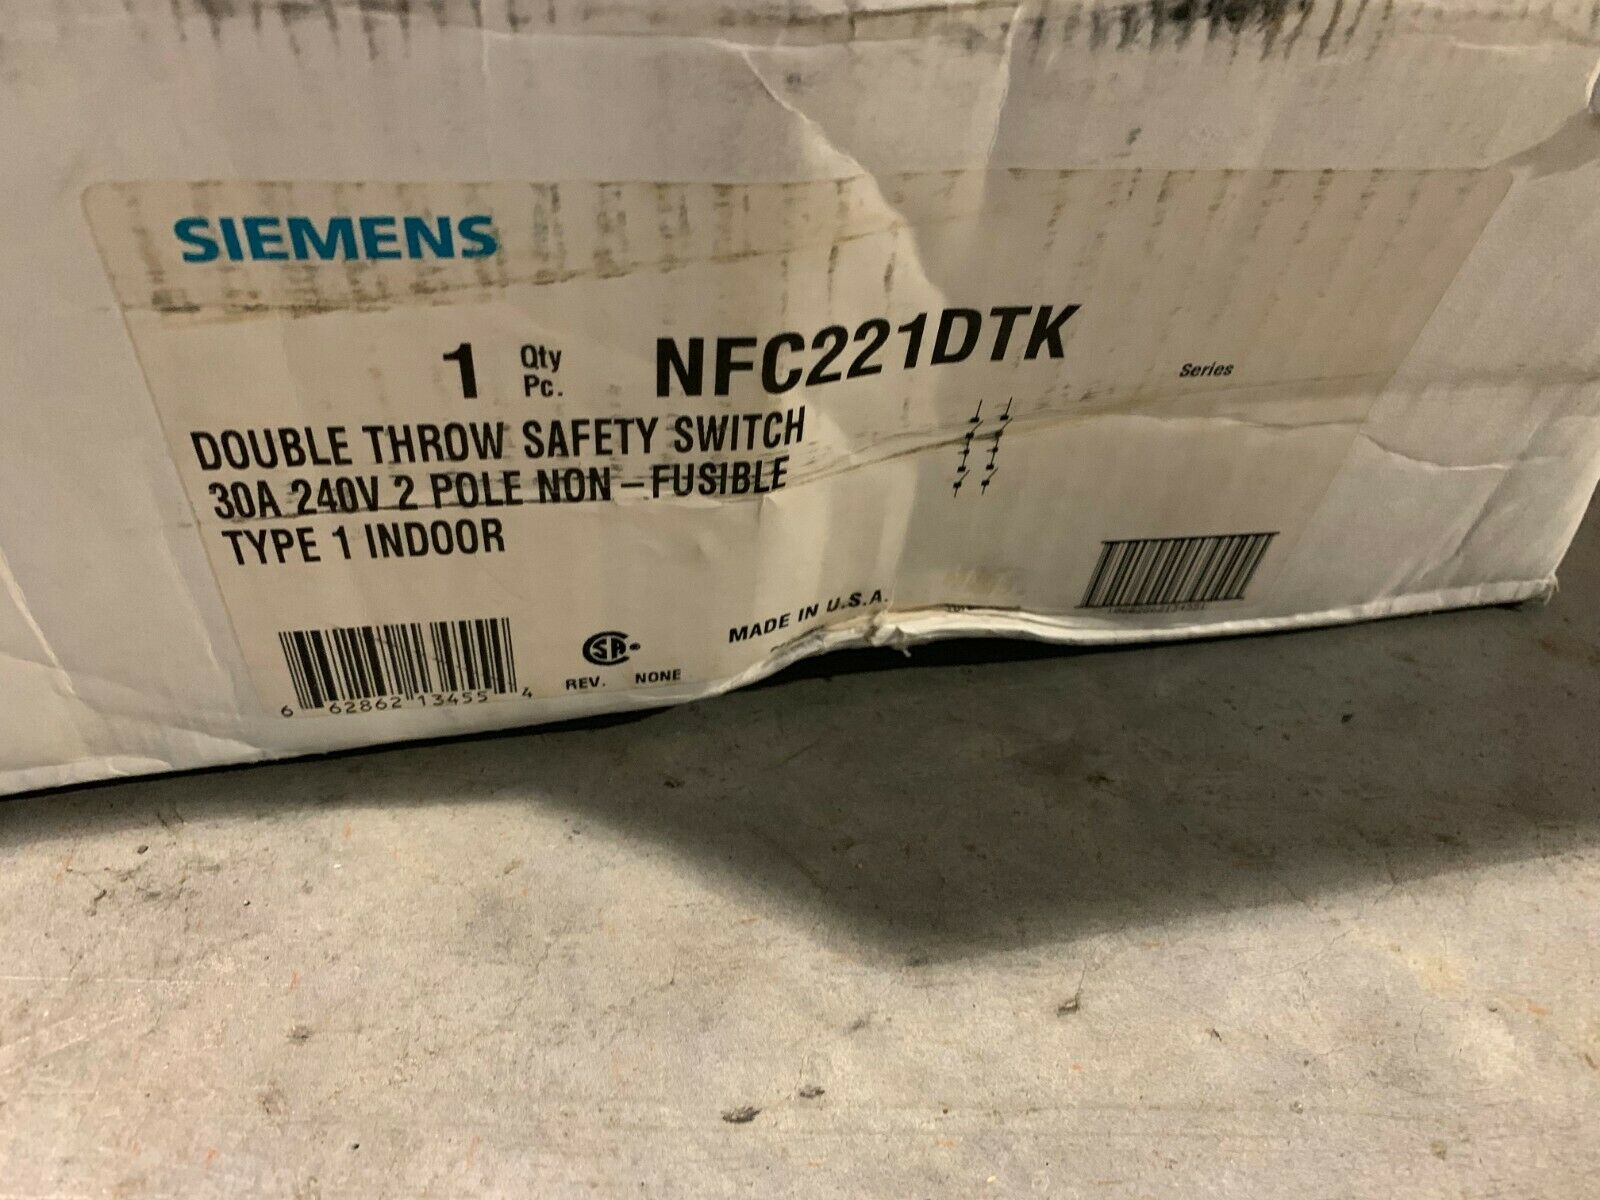 SIEMENS
1 Qty Pc. NFC221DTK
Series
DOUBLE THROW SAFETY SWITCH
30A 240V 2 POLE NON-FUSIBLE
TYPE 1 INDOOR
MADE IN U.S.A.
REV. NONE
6 62862 13455 4